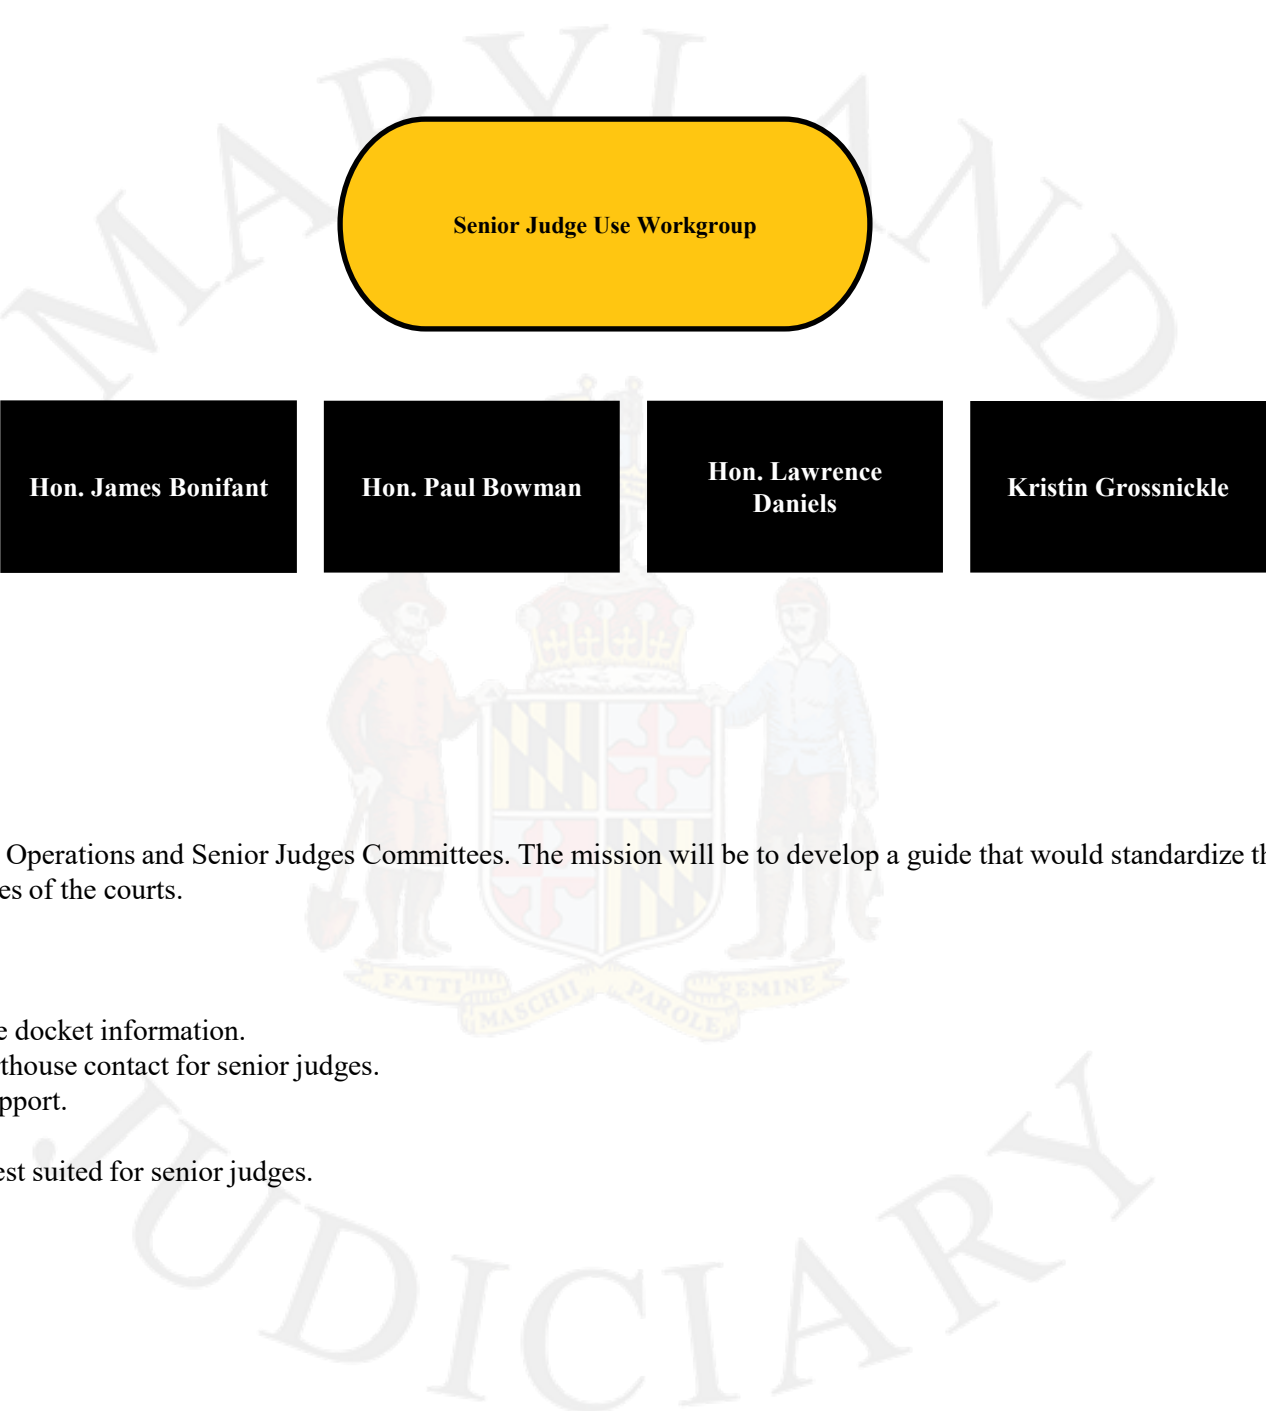 MARYLAND
Senior Judge Use Workgroup
Hon. James Bonifant
Hon. Paul Bowman
Hon. Lawrence
Daniels
Kristin Grossnickle
Operations and Senior Judges Committees. The mission will be to develop a guide that would standardize th
es of the courts.
FATTI MASCHII PAROLE FEMINE
e docket information.
thouse contact for senior judges.
pport.
est suited for senior judges.
JUDICIARY